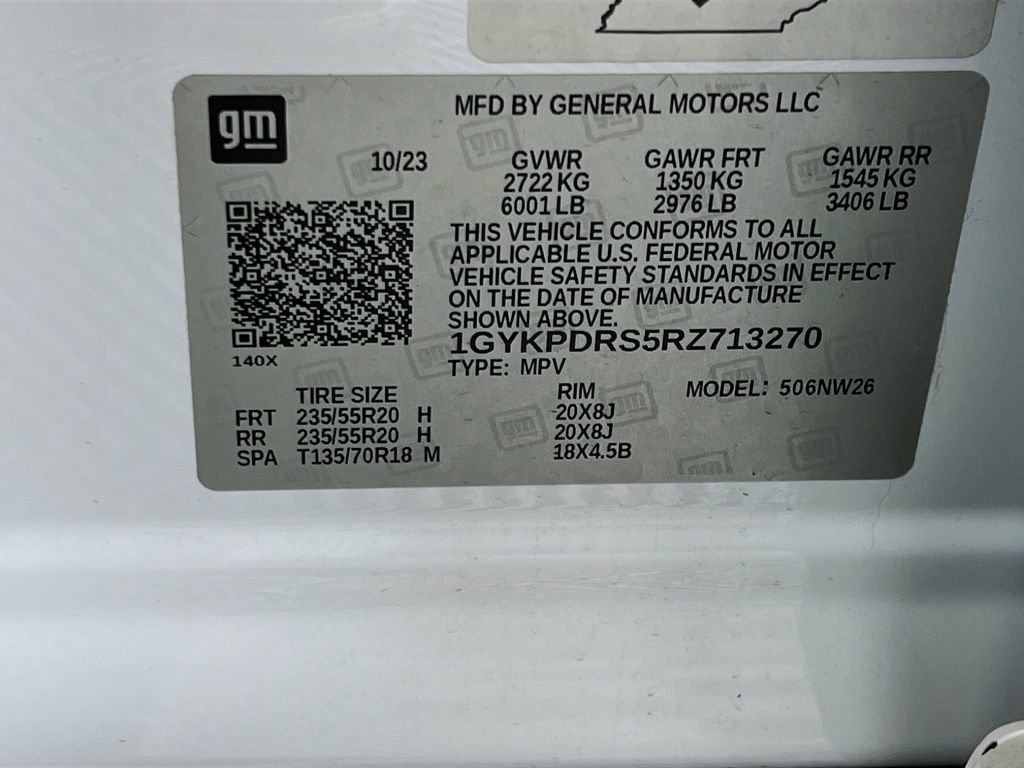 gm
MFD BY GENERAL MOTORS LLC
10/23 GVWR GAWR FRT GAWR RR
2722 KG 1350 KG 1545 KG
6001 LB 2976 LB 3406 LB
THIS VEHICLE CONFORMS TO ALL
APPLICABLE U.S. FEDERAL MOTOR
VEHICLE SAFETY STANDARDS IN EFFECT
ON THE DATE OF MANUFACTURE
SHOWN ABOVE.
1GYKPDRS5RZ713270
140X
TYPE: MPV
TIRE SIZE RIM MODEL: 506NW26
FRT 235/55R20 H 20X8J
RR 235/55R20 H 20X8J
SPA T135/70R18 M 18X4.5B